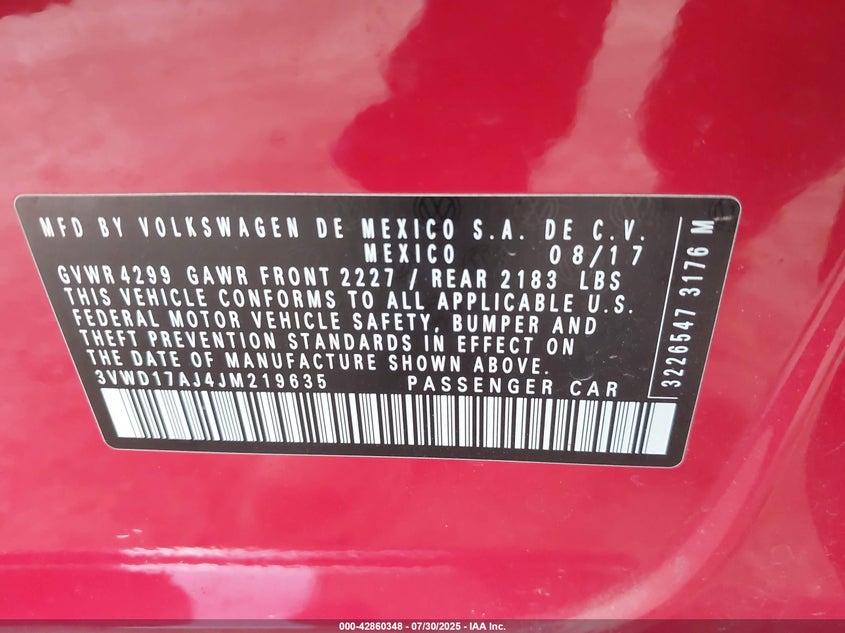 MFD BY VOLKSWAGEN DE MEXICO S.A. DE C.V.
MEXICO 08/17
GVWR 4299 GAWR FRONT 2227 / REAR 2183 LBS
THIS VEHICLE CONFORMS TO ALL APPLICABLE U.S.
FEDERAL MOTOR VEHICLE SAFETY, BUMPER AND
THEFT PREVENTION STANDARDS IN EFFECT ON
THE DATE OF MANUFACTURE SHOWN ABOVE.
3VWD17AJ4JM219635 PASSENGER CAR
3226547 3176 M
000-42860348 - 07/30/2025 - IAA Inc.